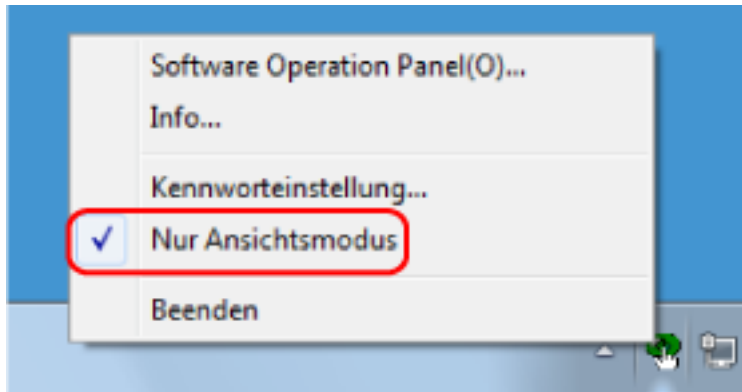 Software Operation Panel(O)...
Info...
Kennworteinstellung...
Nur Ansichtsmodus
Beenden